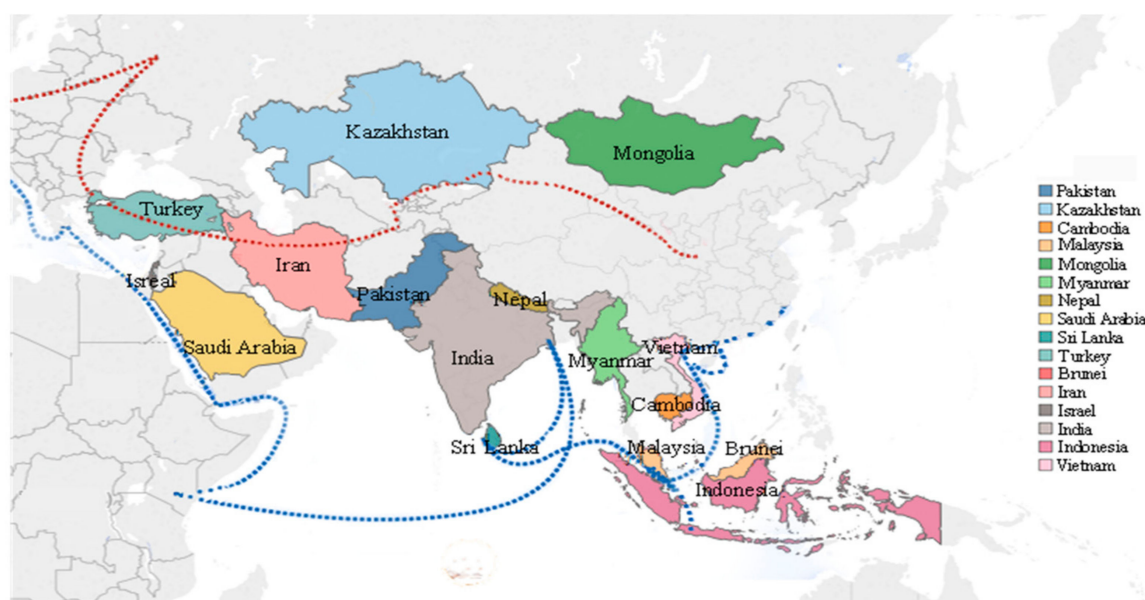 Kazakhstan
Mongolia
Turkey
Iran
Isreal
Pakistan
Nepal
Saudi Arabia
India
Myanmar
Vietnam
Cambodia
Sri Lanka
Malaysia
Brunei
Indonesia
Pakistan
Kazakhstan
Cambodia
Malaysia
Mongolia
Myanmar
Nepal
Saudi Arabia
Sri Lanka
Turkey
Brunei
Iran
Israel
India
Indonesia
Vietnam